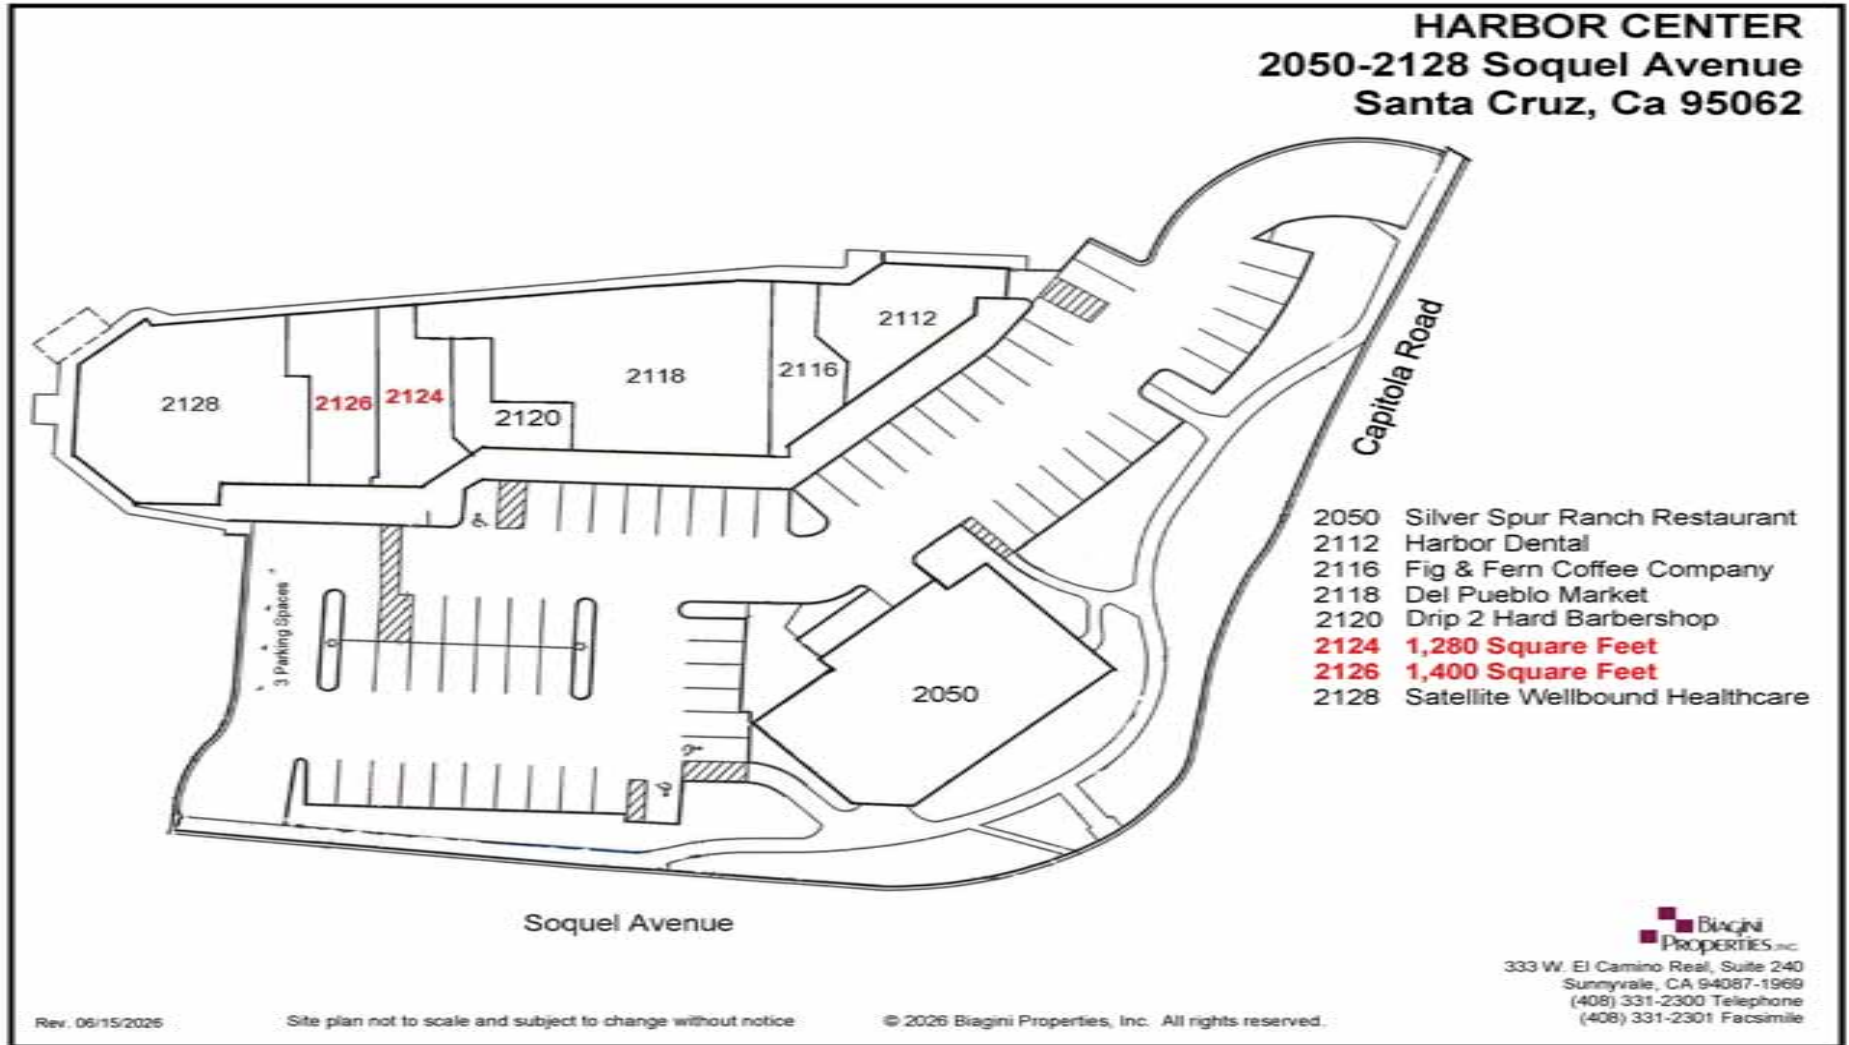 HARBOR CENTER
2050-2128 Soquel Avenue
Santa Cruz, Ca 95062
2112
2118
2116
2128
2126
2124
2120
Capitola Road
3 Parking Spaces
2050
2050 Silver Spur Ranch Restaurant
2112 Harbor Dental
2116 Fig & Fern Coffee Company
2118 Del Pueblo Market
2120 Drip 2 Hard Barbershop
2124 1,280 Square Feet
2126 1,400 Square Feet
2128 Satellite Wellbound Healthcare
Soquel Avenue
BIAGINI
PROPERTIES, INC.
333 W. El Camino Real, Suite 240
Sunnyvale, CA 94087-1969
(408) 331-2300 Telephone
(408) 331-2301 Facsimile
Rev. 06/15/2026
Site plan not to scale and subject to change without notice
© 2026 Biagini Properties, Inc. All rights reserved.